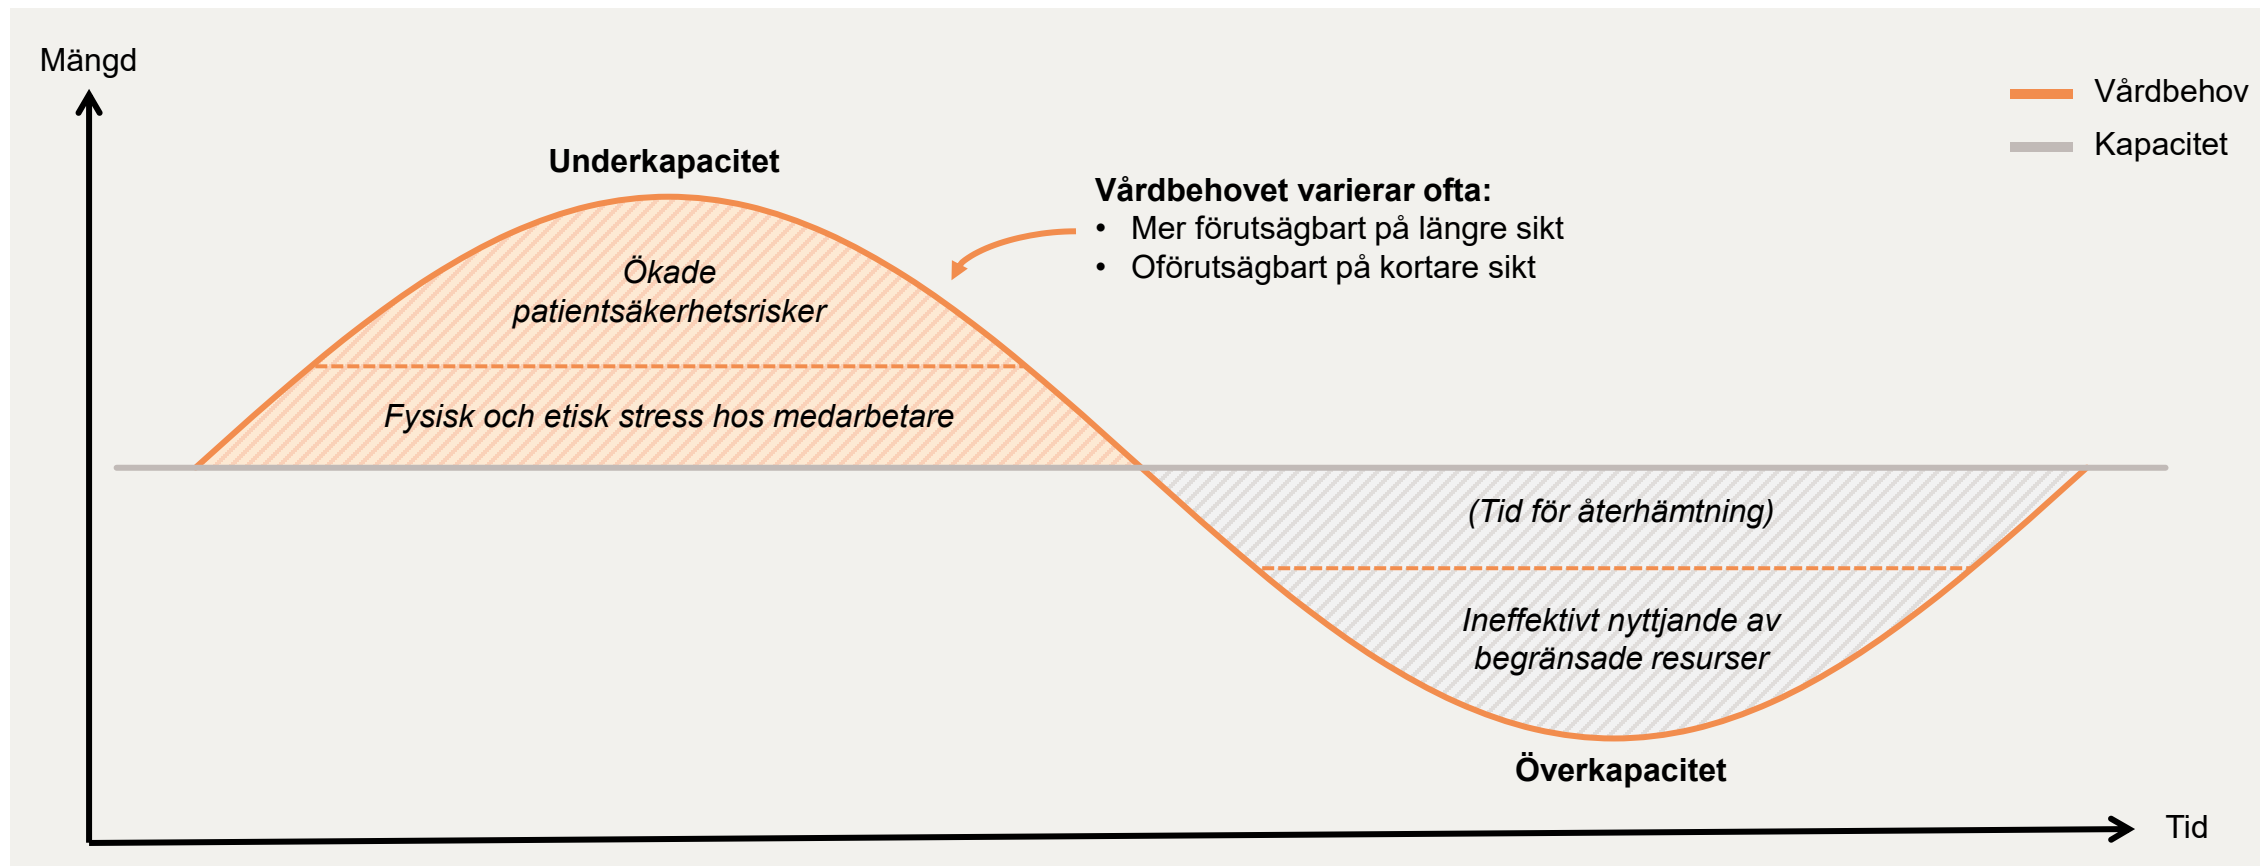 Mängd
Vårdbehov
Kapacitet
Underkapacitet
Vårdbehovet varierar ofta:
• Mer förutsägbart på längre sikt
• Oförutsägbart på kortare sikt
Ökade
patientsäkerhetsrisker
Fysisk och etisk stress hos medarbetare
(Tid för återhämtning)
Ineffektivt nyttjande av
begränsade resurser
Överkapacitet
Tid